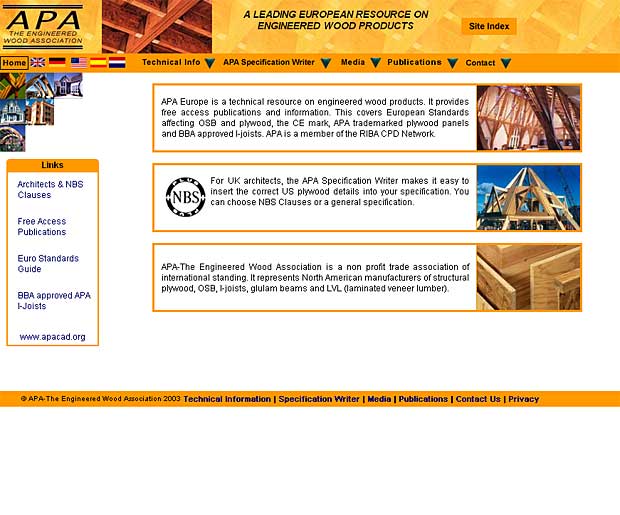 APA
THE ENGINEERED
WOOD ASSOCIATION
A LEADING EUROPEAN RESOURCE ON
ENGINEERED WOOD PRODUCTS
Site Index
Home
Technical Info
APA Specification Writer
Media
Publications
Contact
APA Europe is a technical resource on engineered wood products. It provides
free access publications and information. This covers European Standards
affecting OSB and plywood, the CE mark, APA trademarked plywood panels
and BBA approved I-joists. APA is a member of the RIBA CPD Network.
Links
Architects & NBS
Clauses
Free Access
Publications
Euro Standards
Guide
BBA approved APA
I-Joists
www.apacad.org
PLUS
NBS
PLUS
For UK architects, the APA Specification Writer makes it easy to
insert the correct US plywood details into your specification. You
can choose NBS Clauses or a general specification.
APA-The Engineered Wood Association is a non profit trade association of
international standing. It represents North American manufacturers of structural
plywood, OSB, I-joists, glulam beams and LVL (laminated veneer lumber).
© APA-The Engineered Wood Association 2003 Technical Information | Specification Writer | Media | Publications | Contact Us | Privacy